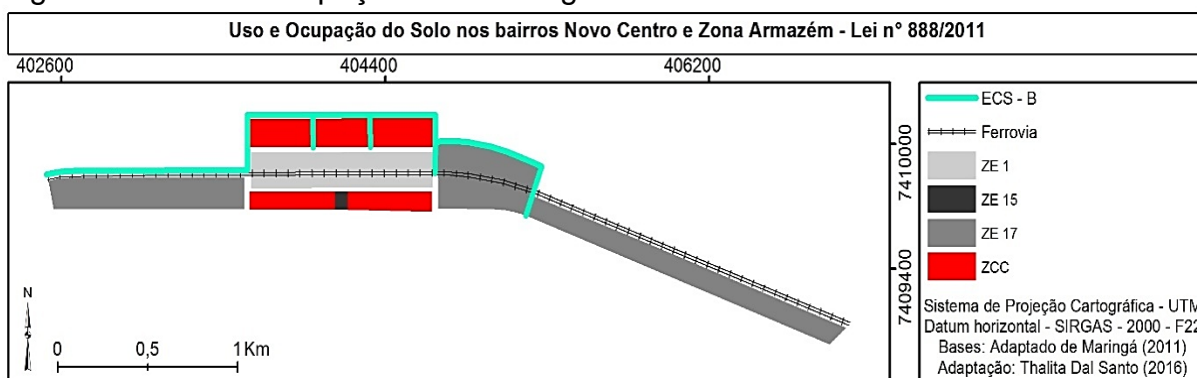 Uso e Ocupação do Solo nos bairros Novo Centro e Zona Armazém - Lei n° 888/2011
402600 404400 406200
7410000
7409400
N
0 0,5 1 Km
ECS - B
Ferrovia
ZE 1
ZE 15
ZE 17
ZCC
Sistema de Projeção Cartográfica - UTM
Datum horizontal - SIRGAS - 2000 - F22
Bases: Adaptado de Maringá (2011)
Adaptação: Thalita Dal Santo (2016)